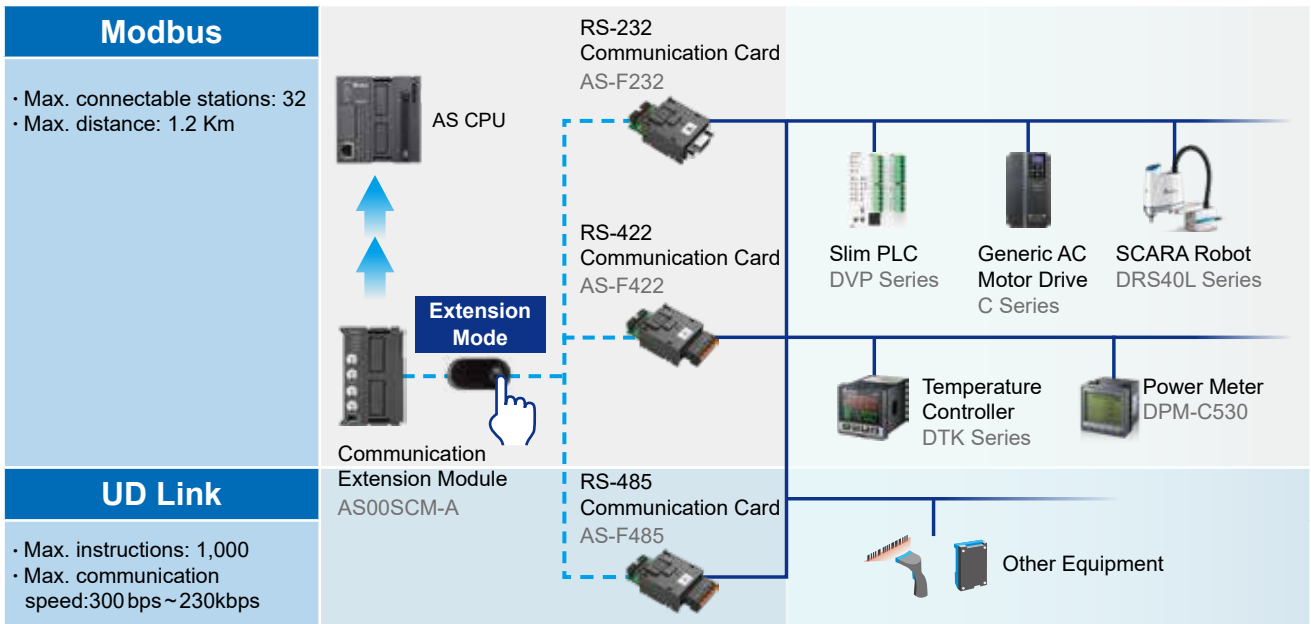 Modbus
· Max. connectable stations: 32
· Max. distance: 1.2 Km
AS CPU
Extension
Mode
Communication
Extension Module
AS00SCM-A
RS-232
Communication Card
AS-F232
RS-422
Communication Card
AS-F422
Slim PLC
DVP Series
Generic AC
Motor Drive
C Series
SCARA Robot
DRS40L Series
Temperature
Controller
DTK Series
Power Meter
DPM-C530
UD Link
· Max. instructions: 1,000
· Max. communication
speed:300 bps~230kbps
RS-485
Communication Card
AS-F485
Other Equipment